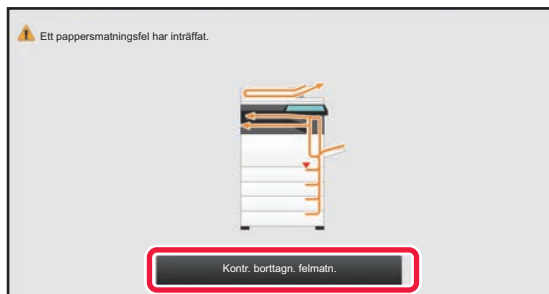 Ett pappersmatningsfel har inträffat.
Kontr. borttagn. felmatn.